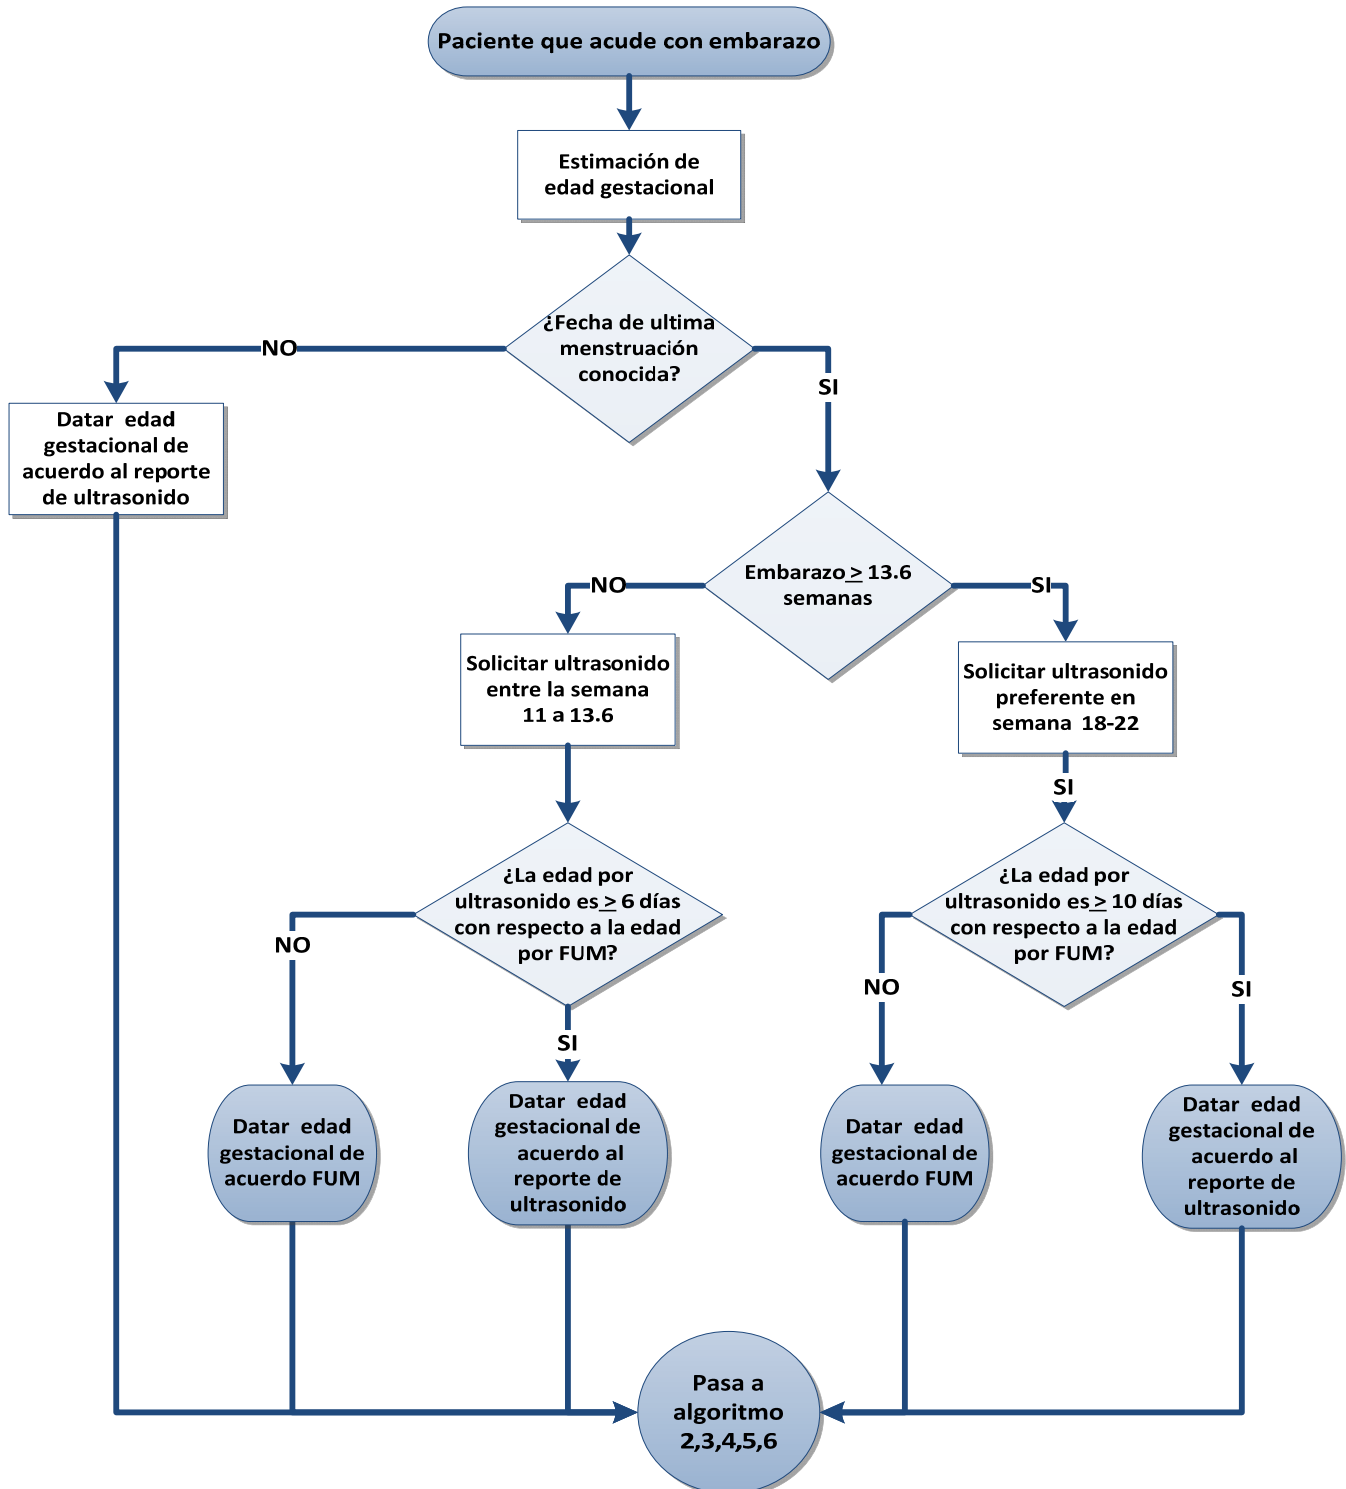 Paciente que acude con embarazo
Estimación de
edad gestacional
¿Fecha de ultima
menstruación
conocida?
NO
SI
Datar edad
gestacional de
acuerdo al reporte
de ultrasonido
Embarazo ≥ 13.6
semanas
NO
SI
Solicitar ultrasonido
entre la semana
11 a 13.6
Solicitar ultrasonido
preferente en
semana 18-22
SI
¿La edad por
ultrasonido es ≥ 6 días
con respecto a la edad
por FUM?
¿La edad por
ultrasonido es ≥ 10 días
con respecto a la edad
por FUM?
NO
SI
NO
SI
Datar edad
gestacional de
acuerdo FUM
Datar edad
gestacional de
acuerdo al
reporte de
ultrasonido
Datar edad
gestacional de
acuerdo FUM
Datar edad
gestacional de
acuerdo al
reporte de
ultrasonido
Pasa a
algoritmo
2,3,4,5,6